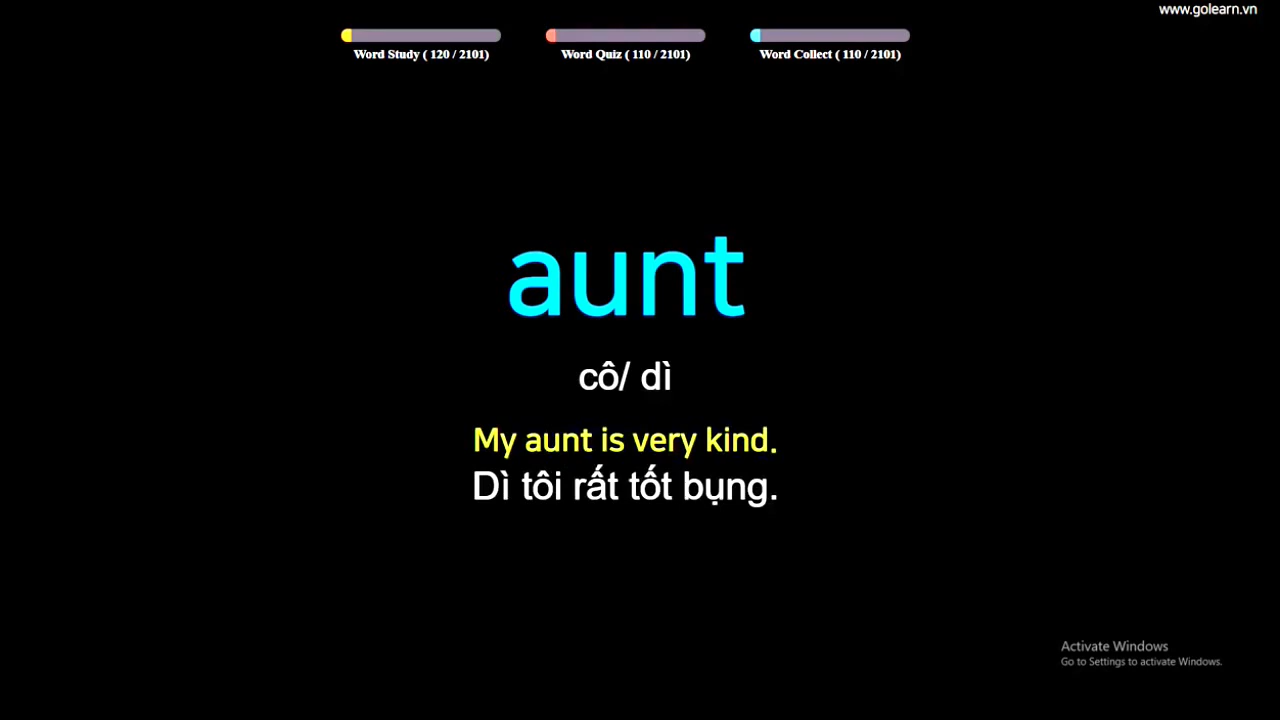 www.golearn.vn
Word Study ( 120 / 2101) Word Quiz ( 110 / 2101) Word Collect ( 110 / 2101)
aunt
cô/ dì
My aunt is very kind.
Dì tôi rất tốt bụng.
Activate Windows
Go to Settings to activate Windows.